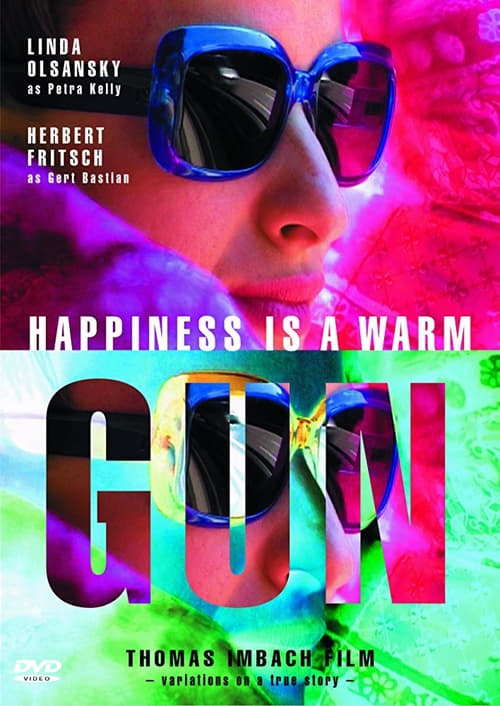 LINDA
OLSANSKY
as Petra Kelly
HERBERT
FRITSCH
as Gert Bastian
HAPPINESS IS A WARM
GUN
THOMAS IMBACH FILM
– variations on a true story –
DVD
VIDEO